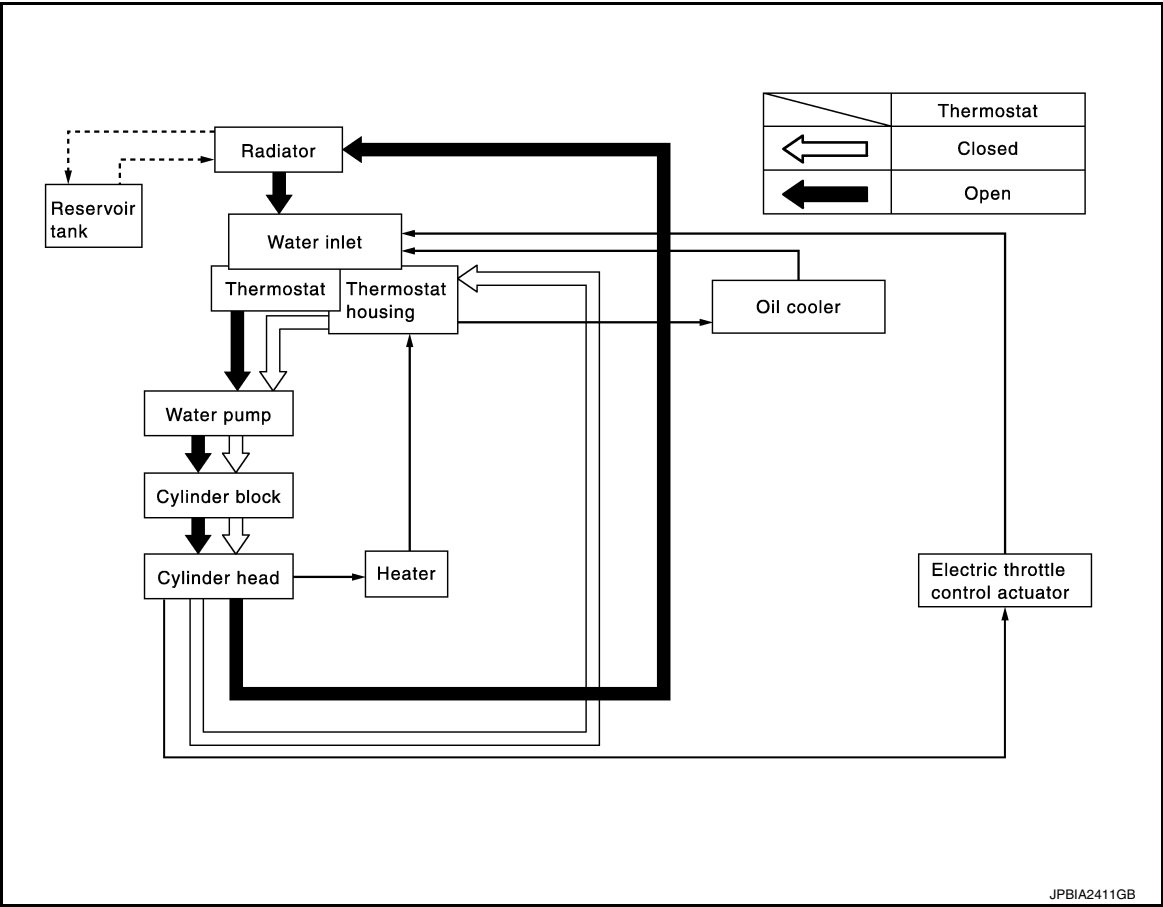 Thermostat
Closed
Open
Radiator
Reservoir
tank
Water inlet
Thermostat
Thermostat
housing
Oil cooler
Water pump
Cylinder block
Cylinder head
Heater
Electric throttle
control actuator
JPBIA2411GB